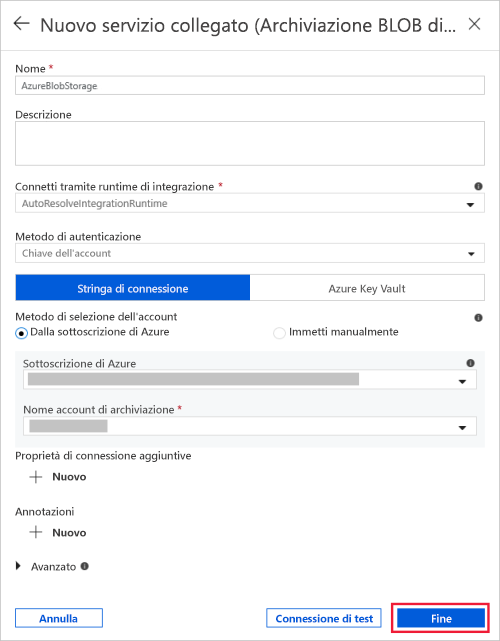 Nuovo servizio collegato (Archiviazione BLOB di...
Nome *
AzureBlobStorage
Descrizione
Connetti tramite runtime di integrazione *
AutoResolveIntegrationRuntime
Metodo di autenticazione
Chiave dell'account
Stringa di connessione Azure Key Vault
Metodo di selezione dell'account
Dalla sottoscrizione di Azure Immetti manualmente
Sottoscrizione di Azure
Nome account di archiviazione *
Proprietà di connessione aggiuntive
Nuovo
Annotazioni
Nuovo
Avanzato
Annulla Connessione di test Fine